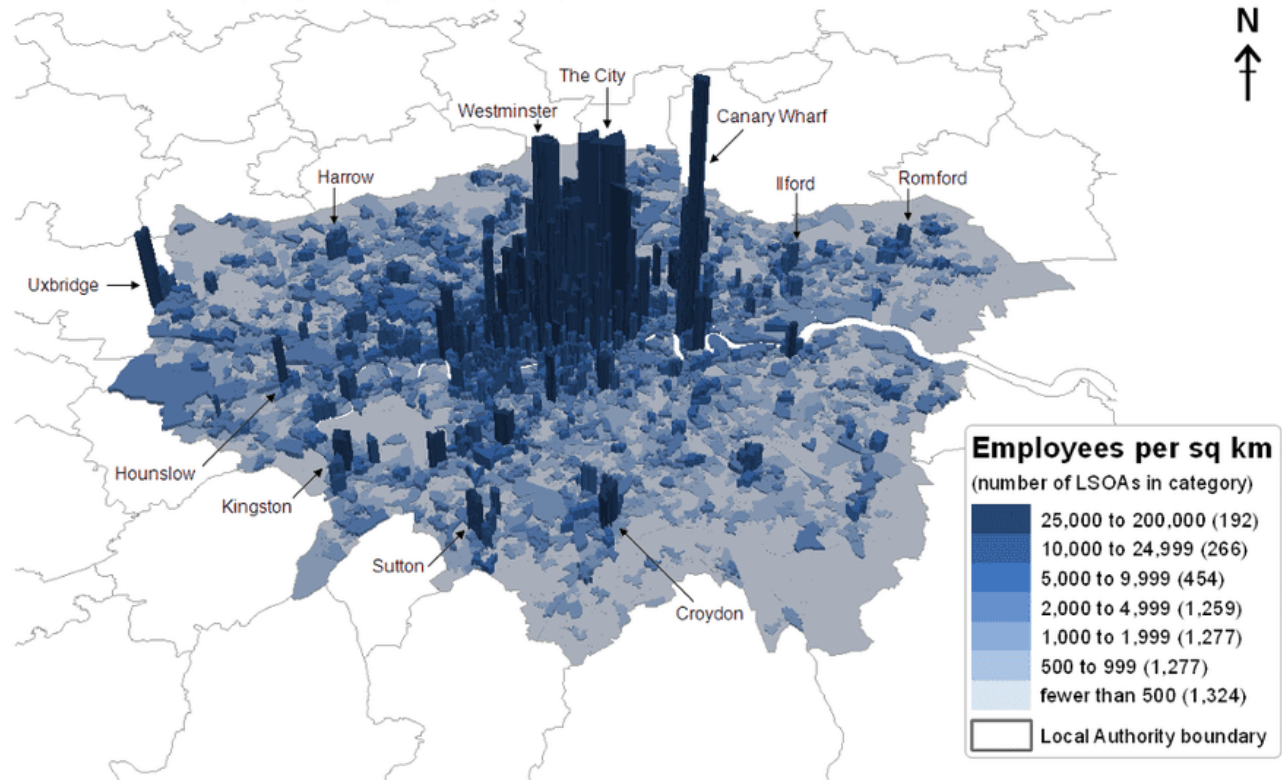 N
The City
Westminster
Canary Wharf
Harrow
Ilford
Romford
Uxbridge
Hounslow
Kingston
Sutton
Croydon
Employees per sq km
(number of LSOAs in category)
25,000 to 200,000 (192)
10,000 to 24,999 (266)
5,000 to 9,999 (454)
2,000 to 4,999 (1,259)
1,000 to 1,999 (1,277)
500 to 999 (1,277)
fewer than 500 (1,324)
Local Authority boundary